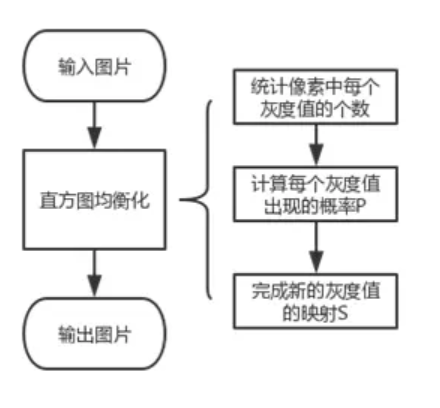 输入图片
直方图均衡化
输出图片
统计像素中每个
灰度值的个数
计算每个灰度值
出现的概率P
完成新的灰度值
的映射S